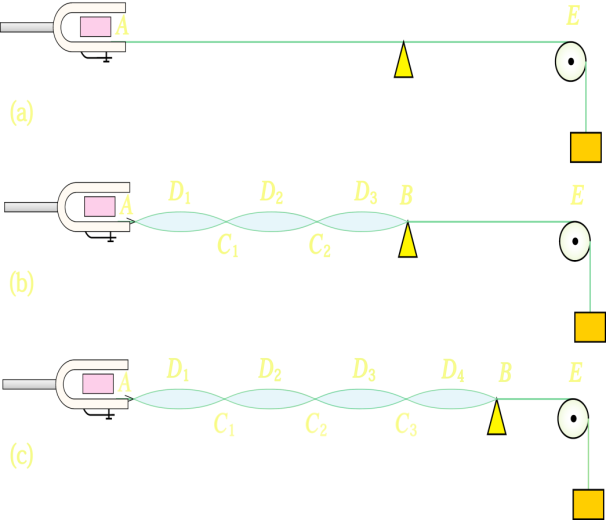 A E
(a)
D₁ D₂ D₃ B E
A
C₁ C₂
(b)
D₁ D₂ D₃ D₄ B E
A
C₁ C₂ C₃
(c)